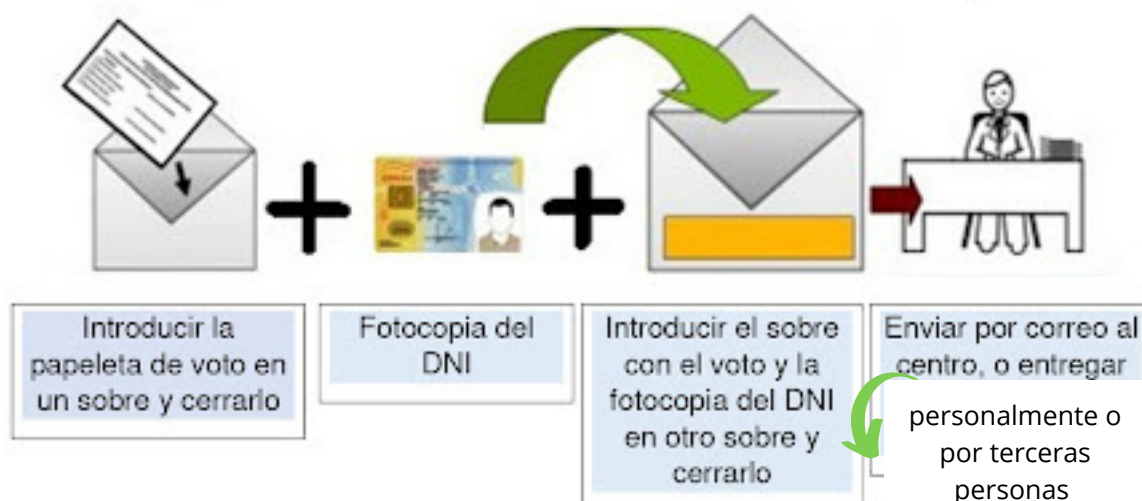 Introducir la
papeleta de voto en
un sobre y cerrarlo
Fotocopia del
DNI
Introducir el sobre
con el voto y la
fotocopia del DNI
en otro sobre y
cerrarlo
Enviar por correo al
centro, o entregar
personalmente o
por terceras
personas